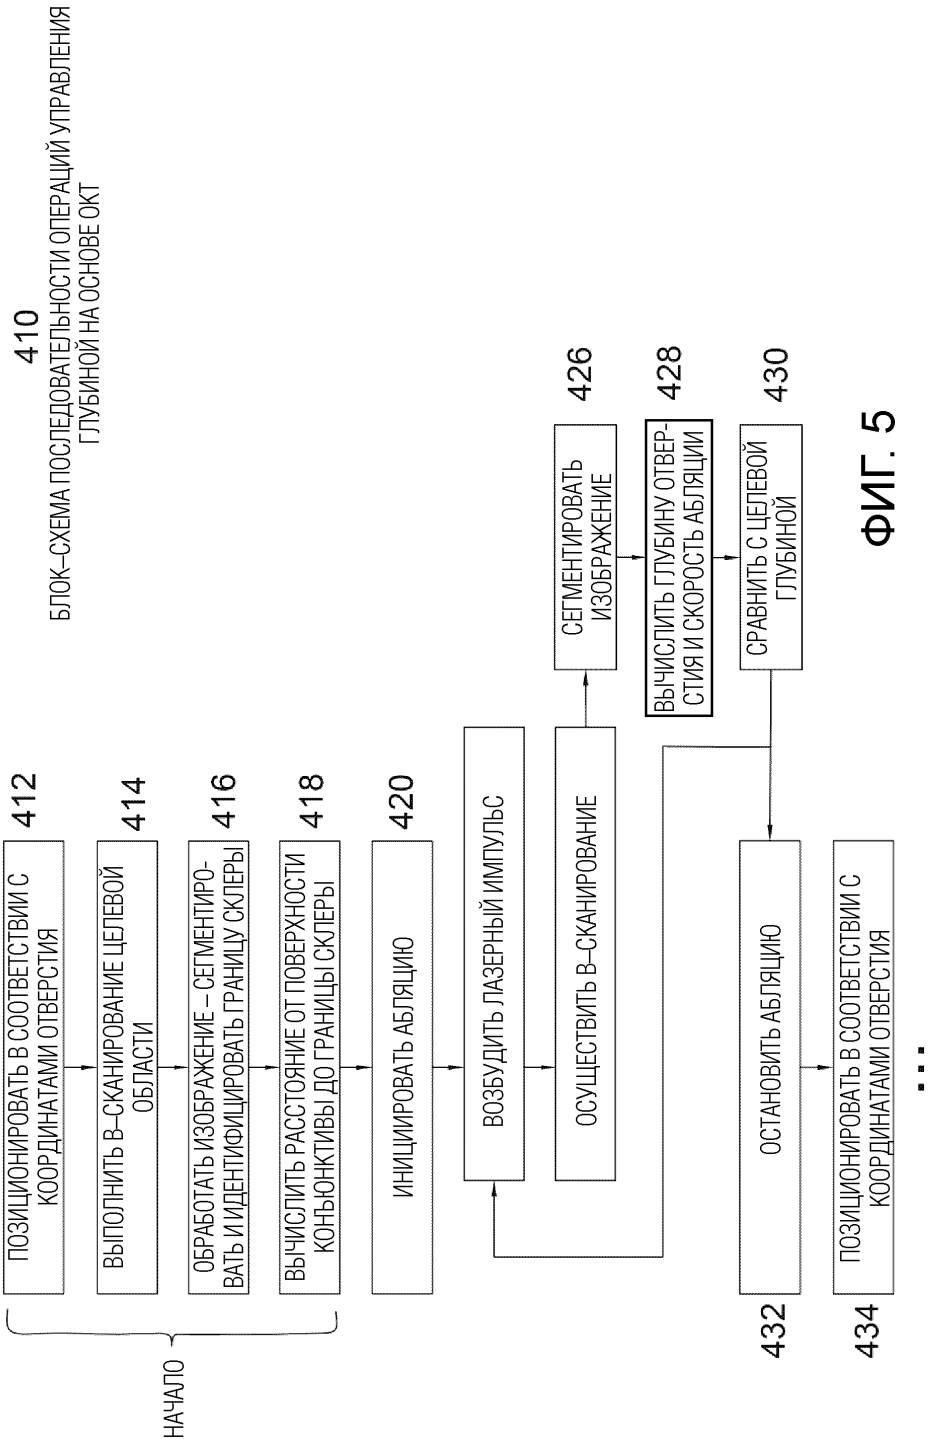 410
БЛОК–СХЕМА ПОСЛЕДОВАТЕЛЬНОСТИ ОПЕРАЦИЙ УПРАВЛЕНИЯ
ГЛУБИНОЙ НА ОСНОВЕ ОКТ
НАЧАЛО
412
ПОЗИЦИОНИРОВАТЬ В СООТВЕТСТВИИ С
КООРДИНАТАМИ ОТВЕРСТИЯ
414
ВЫПОЛНИТЬ В–СКАНИРОВАНИЕ ЦЕЛЕВОЙ
ОБЛАСТИ
416
ОБРАБОТАТЬ ИЗОБРАЖЕНИЕ – СЕГМЕНТИРО-
ВАТЬ И ИДЕНТИФИЦИРОВАТЬ ГРАНИЦУ СКЛЕРЫ
418
ВЫЧИСЛИТЬ РАССТОЯНИЕ ОТ ПОВЕРХНОСТИ
КОНЪЮНКТИВЫ ДО ГРАНИЦЫ СКЛЕРЫ
420
ИНИЦИИРОВАТЬ АБЛЯЦИЮ
ВОЗБУДИТЬ ЛАЗЕРНЫЙ ИМПУЛЬС
ОСУЩЕСТВИТЬ В–СКАНИРОВАНИЕ
426
СЕГМЕНТИРОВАТЬ
ИЗОБРАЖЕНИЕ
428
ВЫЧИСЛИТЬ ГЛУБИНУ ОТВЕР-
СТИЯ И СКОРОСТЬ АБЛЯЦИИ
430
СРАВНИТЬ С ЦЕЛЕВОЙ
ГЛУБИНОЙ
432
ОСТАНОВИТЬ АБЛЯЦИЮ
434
ПОЗИЦИОНИРОВАТЬ В СООТВЕТСТВИИ С
КООРДИНАТАМИ ОТВЕРСТИЯ
...
ФИГ. 5